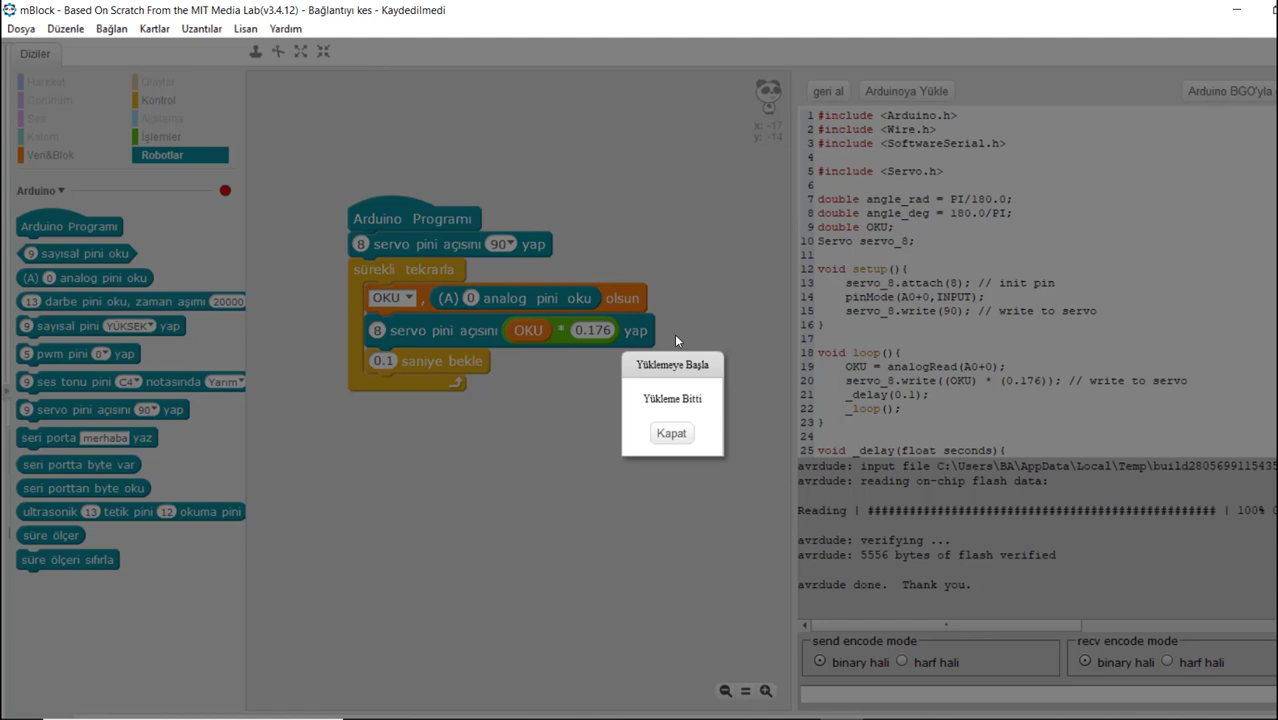 mBlock - Based On Scratch From the MIT Media Lab(v3.4.12) - Bağlantıyı kes - Kaydedilmedi
Dosya Düzenle Bağlan Kartlar Uzantılar Lisan Yardım
Diziler
Hareket
Olaylar
Görünüm
Kontrol
Ses
Algılama
Kalem
İşlemler
Veri&Blok
Robotlar
Arduino
Arduino Programı
9 sayısal pini oku
(A) 0 analog pini oku
13 darbe pini oku, zaman aşımı 20000
9 sayısal pini YÜKSEK yap
5 pwm pini 0 yap
9 ses tonu pini C4 notasında Yarım
9 servo pini açısını 90 yap
seri porta merhaba yaz
seri portta byte var
seri porttan byte oku
ultrasonik 13 tetik pini 12 okuma pini
süre ölçer
süre ölçeri sıfırla
x: -17
y: -14
Arduino Programı
8 servo pini açısını 90 yap
sürekli tekrarla
OKU , (A) 0 analog pini oku olsun
8 servo pini açısını OKU * 0.176 yap
0.1 saniye bekle
Yüklemeye Başla
Yükleme Bitti
Kapat
geri al Arduinoya Yükle Arduino BGO'yla
1 #include <Arduino.h>
2 #include <Wire.h>
3 #include <SoftwareSerial.h>
4
5 #include <Servo.h>
6
7 double angle_rad = PI/180.0;
8 double angle_deg = 180.0/PI;
9 double OKU;
10 Servo servo_8;
11
12 void setup(){
13 servo_8.attach(8); // init pin
14 pinMode(A0+0,INPUT);
15 servo_8.write(90); // write to servo
16 }
17
18 void loop(){
19 OKU = analogRead(A0+0);
20 servo_8.write((OKU) * (0.176)); // write to servo
21 _delay(0.1);
22 _loop();
23 }
24
25 void _delay(float seconds){
avrdude: input file C:\Users\BA\AppData\Local\Temp\build2805699115435
avrdude: reading on-chip flash data:
Reading | ################################################## | 100% 0
avrdude: verifying ...
avrdude: 5556 bytes of flash verified
avrdude done. Thank you.
send encode mode
binary hali harf hali
recv encode mode
binary hali harf hali